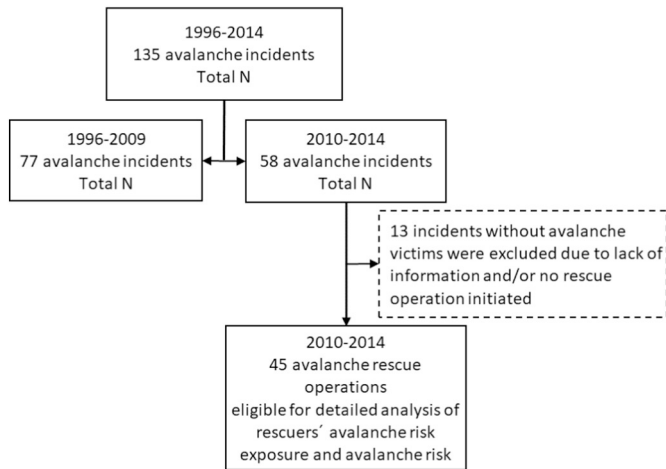 1996-2014
135 avalanche incidents
Total N
1996-2009
77 avalanche incidents
Total N
2010-2014
58 avalanche incidents
Total N
13 incidents without avalanche
victims were excluded due to lack of
information and/or no rescue
operation initiated
2010-2014
45 avalanche rescue
operations
eligible for detailed analysis of
rescuers´ avalanche risk
exposure and avalanche risk